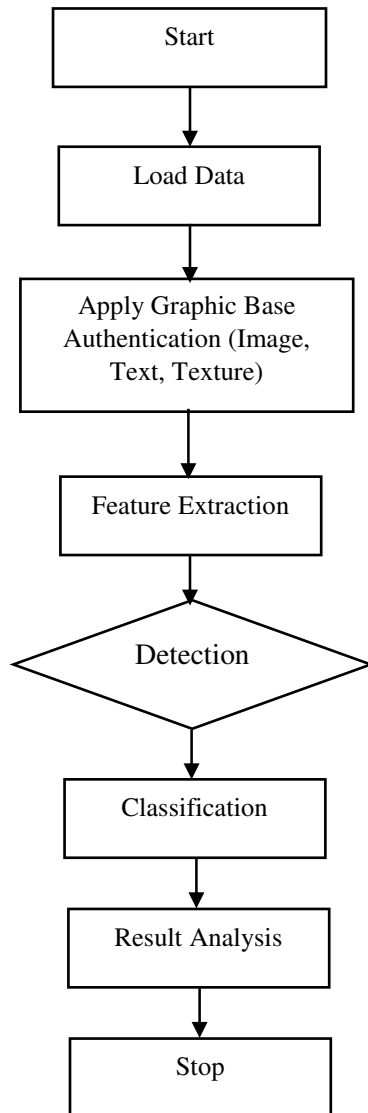 Start
Load Data
Apply Graphic Base
Authentication (Image,
Text, Texture)
Feature Extraction
Detection
Classification
Result Analysis
Stop